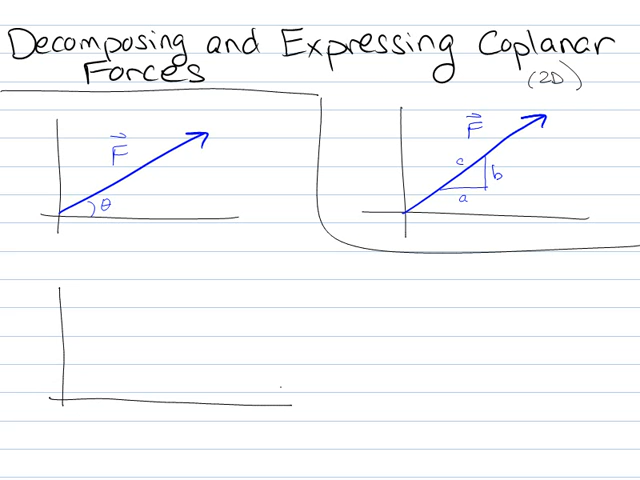 Decomposing and Expressing Coplanar
Forces
(2D)
F
θ
F
c
b
a